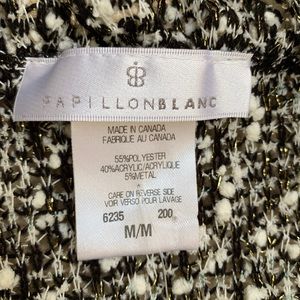 PAPILLONBLANC
MADE IN CANADA
FABRIQUE AU CANADA
55%POLYESTER
40%ACRYLIC/ACRYLIQUE
5%METAL
CARE ON REVERSE SIDE
VOIR VERSO POUR LAVAGE
6235 200
M/M